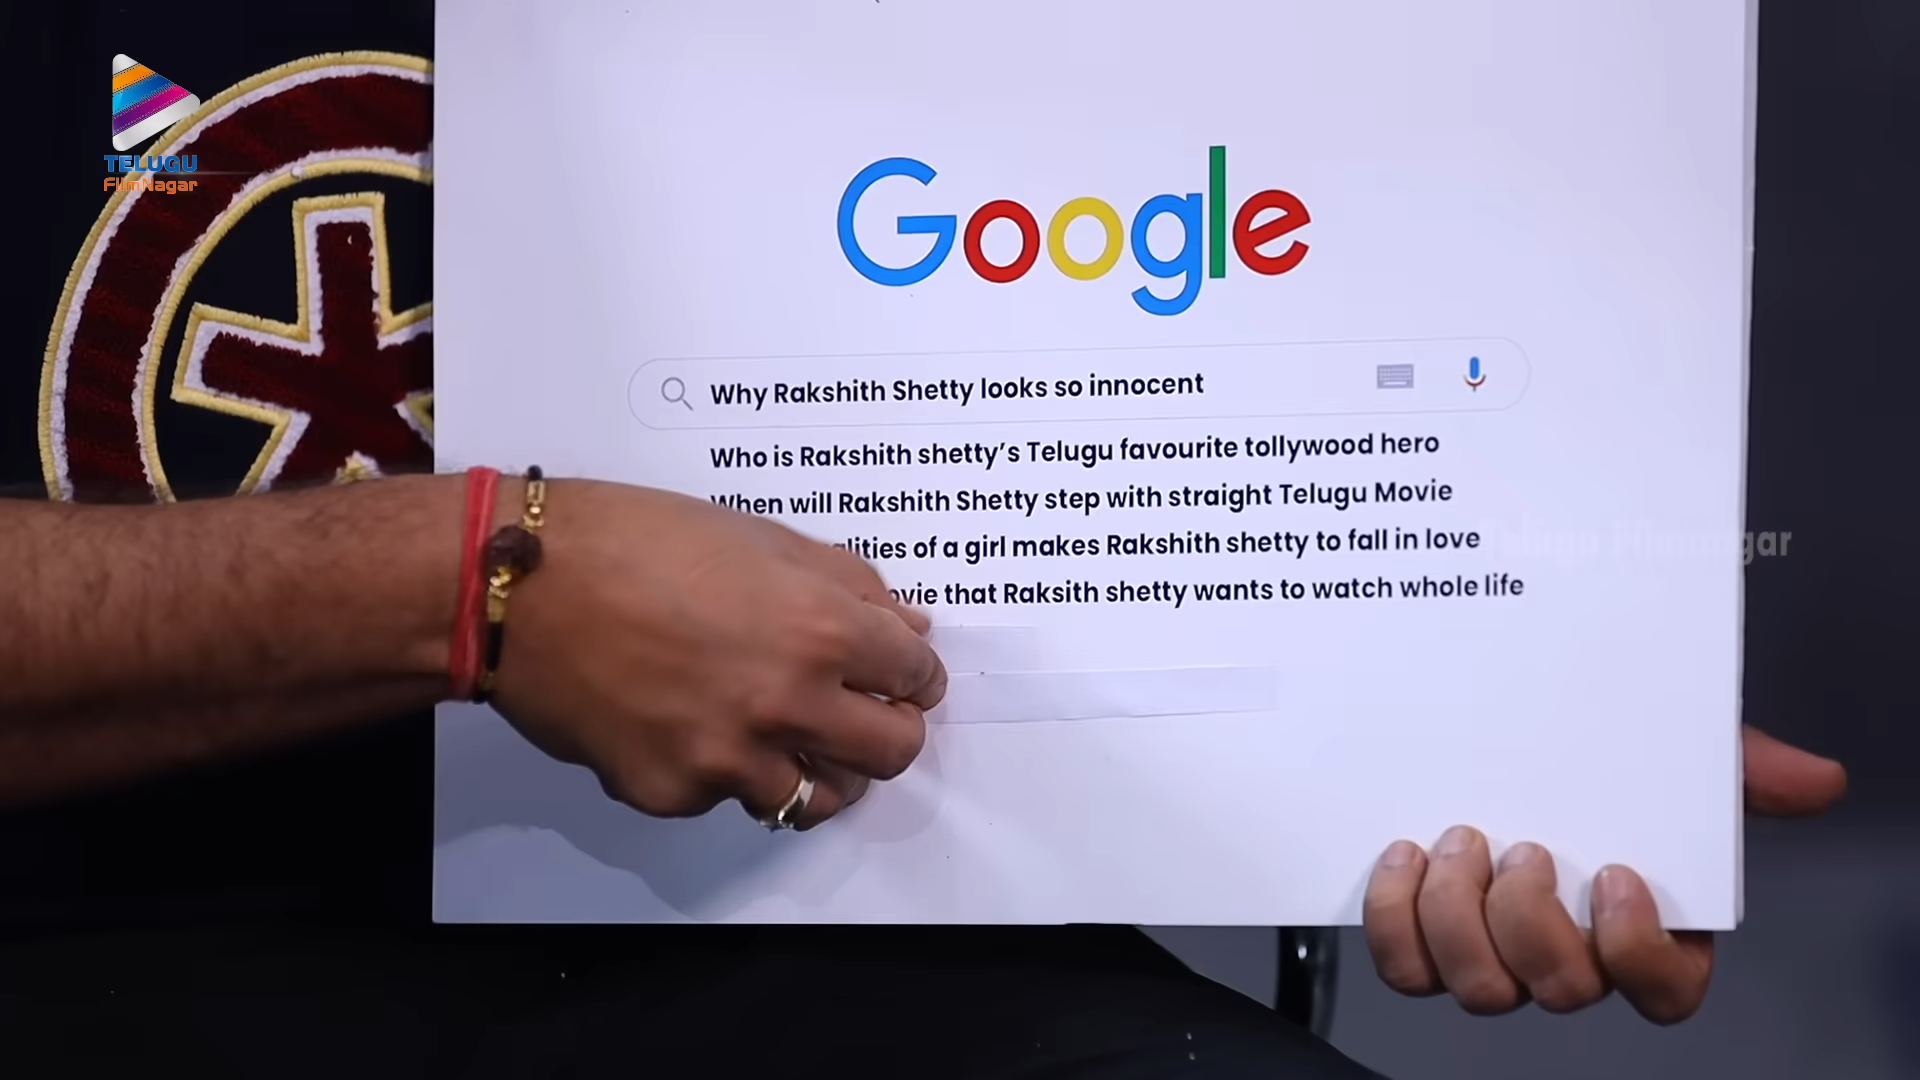 TELUGU
FilmNagar
Google
Why Rakshith Shetty looks so innocent
Who is Rakshith shetty's Telugu favourite tollywood hero
When will Rakshith Shetty step with straight Telugu Movie
of a girl makes Rakshith shetty to fall in love
that Raksith shetty wants to watch whole life
Telugu Filmnagar